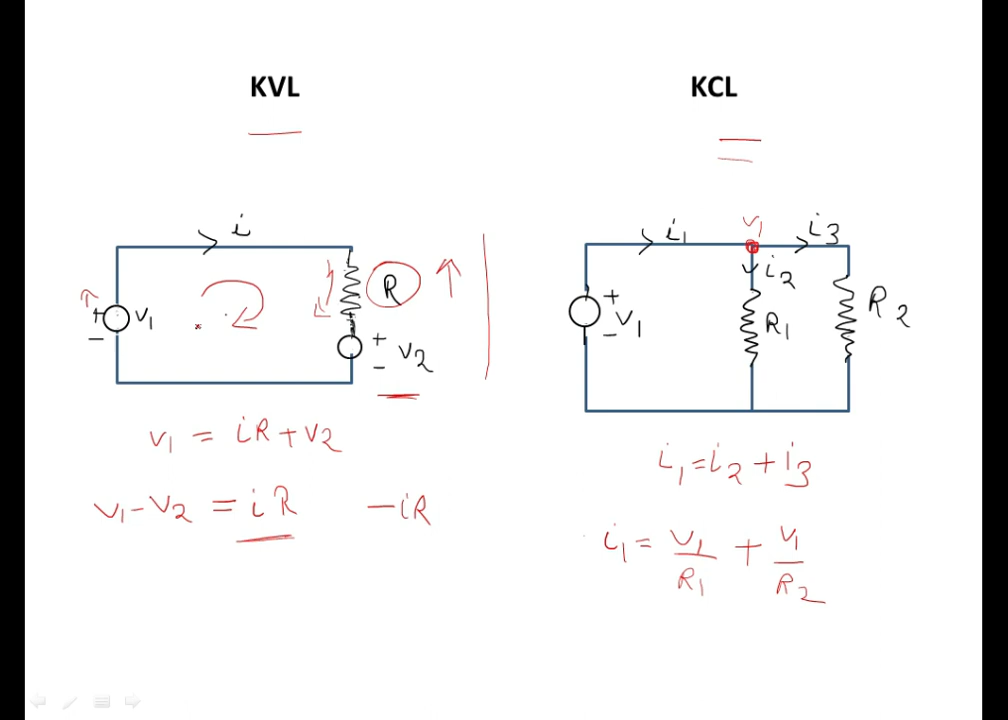 KVL
i
+
V1
−
R
+
V2
−
V1 = iR + V2
V1 − V2 = iR
−iR
KCL
V1
i1
i3
i2
+
V1
−
R1
R2
i1 = i2 + i3
i1 = V1/R1 + V1/R2